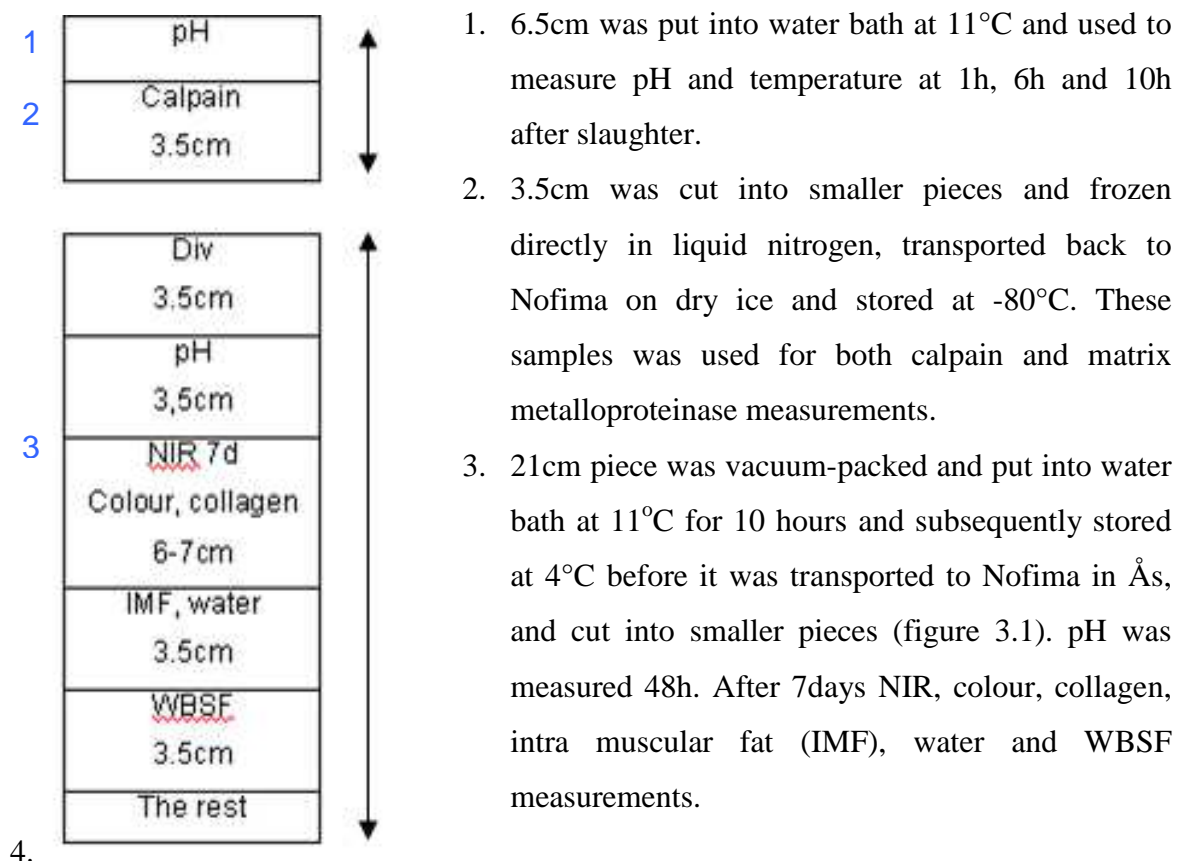 1
pH
2
Calpain
3.5cm
Div
3.5cm
pH
3,5cm
3
NIR 7d
Colour, collagen
6-7cm
IMF, water
3.5cm
WBSF
3.5cm
The rest
1. 6.5cm was put into water bath at 11°C and used to
measure pH and temperature at 1h, 6h and 10h
after slaughter.
2. 3.5cm was cut into smaller pieces and frozen
directly in liquid nitrogen, transported back to
Nofima on dry ice and stored at -80°C. These
samples was used for both calpain and matrix
metalloproteinase measurements.
3. 21cm piece was vacuum-packed and put into water
bath at 11°C for 10 hours and subsequently stored
at 4°C before it was transported to Nofima in Ås,
and cut into smaller pieces (figure 3.1). pH was
measured 48h. After 7days NIR, colour, collagen,
intra muscular fat (IMF), water and WBSF
measurements.
4.